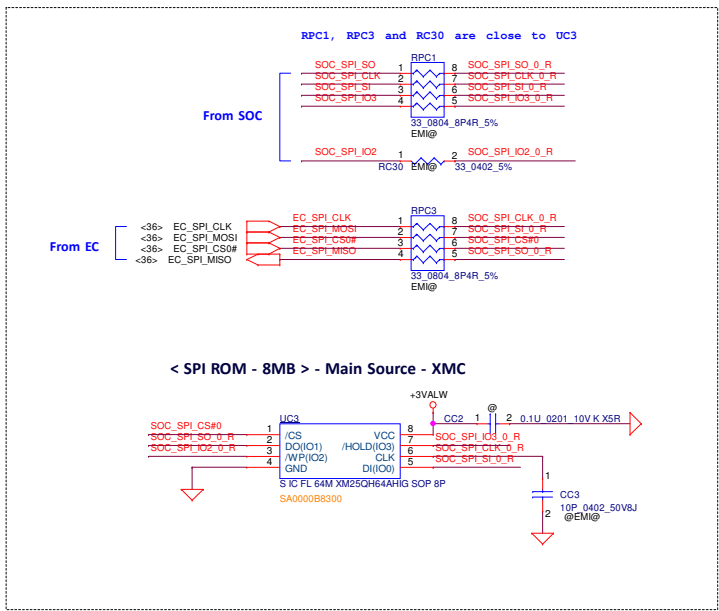 RPC1, RPC3 and RC30 are close to UC3
RPC1
SOC_SPI_SO 1 8 SOC_SPI_SO_0_R
SOC_SPI_CLK 2 7 SOC_SPI_CLK_0_R
SOC_SPI_SI 3 6 SOC_SPI_SI_0_R
SOC_SPI_IO3 4 5 SOC_SPI_IO3_0_R
From SOC
33_0804_8P4R_5%
EMI@
SOC_SPI_IO2 1 2 SOC_SPI_IO2_0_R
RC30 EMI@ 33_0402_5%
RPC3
<36> EC_SPI_CLK EC_SPI_CLK 1 8 SOC_SPI_CLK_0_R
<36> EC_SPI_MOSI EC_SPI_MOSI 2 7 SOC_SPI_SI_0_R
From EC
<36> EC_SPI_CS0# EC_SPI_CS0# 3 6 SOC_SPI_CS#0
<36> EC_SPI_MISO EC_SPI_MISO 4 5 SOC_SPI_SO_0_R
33_0804_8P4R_5%
EMI@
< SPI ROM - 8MB > - Main Source - XMC
+3VALW
@
UC3
CC2 1 2 0.1U_0201_10V K X5R
SOC_SPI_CS#0 1 /CS VCC 8
SOC_SPI_SO_0_R 2 DO(IO1) /HOLD(IO3) 7 SOC_SPI_IO3_0_R
SOC_SPI_IO2_0_R 3 /WP(IO2) CLK 6 SOC_SPI_CLK_0_R
4 GND DI(IO0) 5 SOC_SPI_SI_0_R
S IC FL 64M XM25QH64AHIG SOP 8P
SA0000B8300
1
CC3
10P_0402_50V8J
2 @EMI@